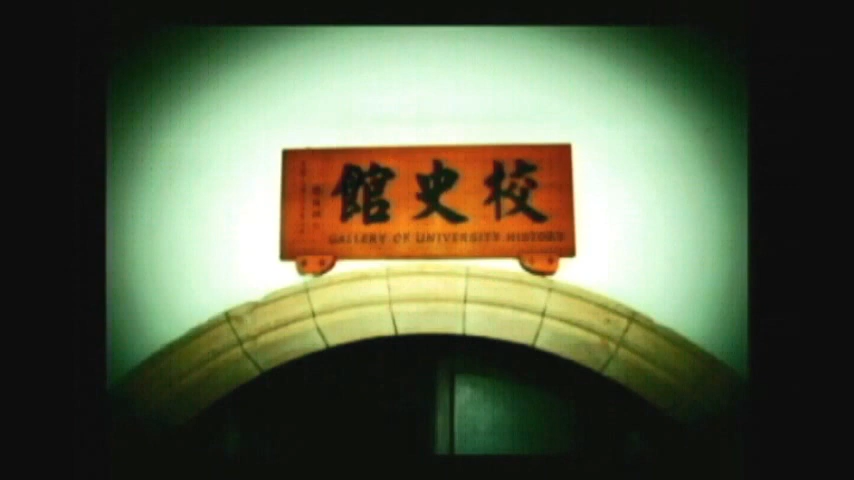 校史館
GALLERY OF UNIVERSITY HISTORY